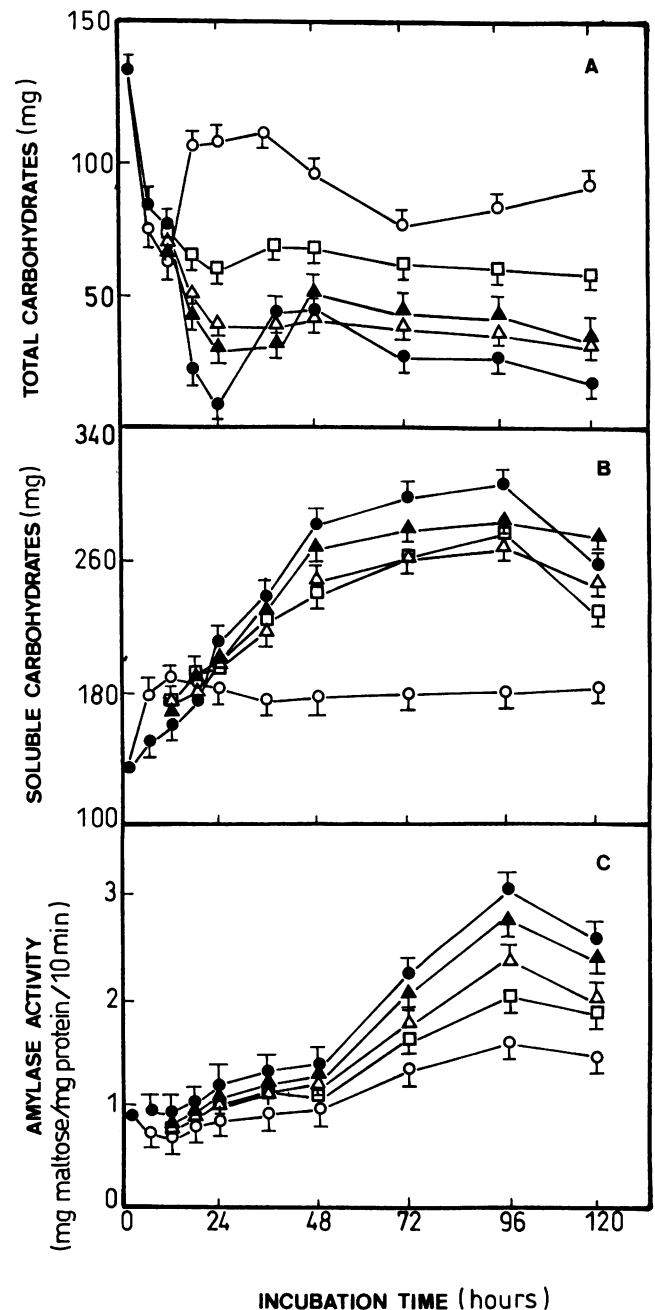 150
A
100
50
TOTAL CARBOHYDRATES (mg)
340
B
260
180
100
SOLUBLE CARBOHYDRATES (mg)
C
3
2
1
0
AMYLASE ACTIVITY
(mg maltose/mg protein/10 min)
0 24 48 72 96 120
INCUBATION TIME (hours)